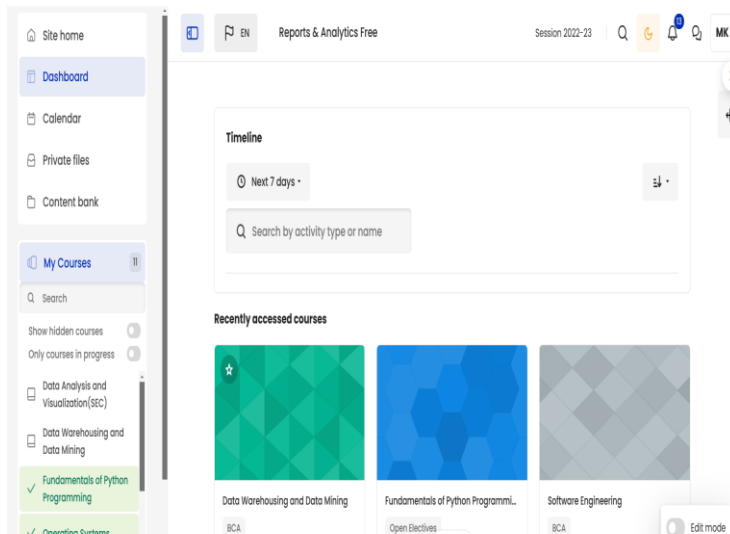 Site home
Dashboard
Calendar
Private files
Content bank
My Courses 11
Search
Show hidden courses
Only courses in progress
Data Analysis and
Visualization(SEC)
Data Warehousing and
Data Mining
Fundamentals of Python
Programming
Operating Systems
EN Reports & Analytics Free Session 2022-23 13 MK
Timeline
Next 7 days
Search by activity type or name
Recently accessed courses
Data Warehousing and Data Mining
BCA
Fundamentals of Python Programmi...
Open Electives
Software Engineering
BCA
Edit mode